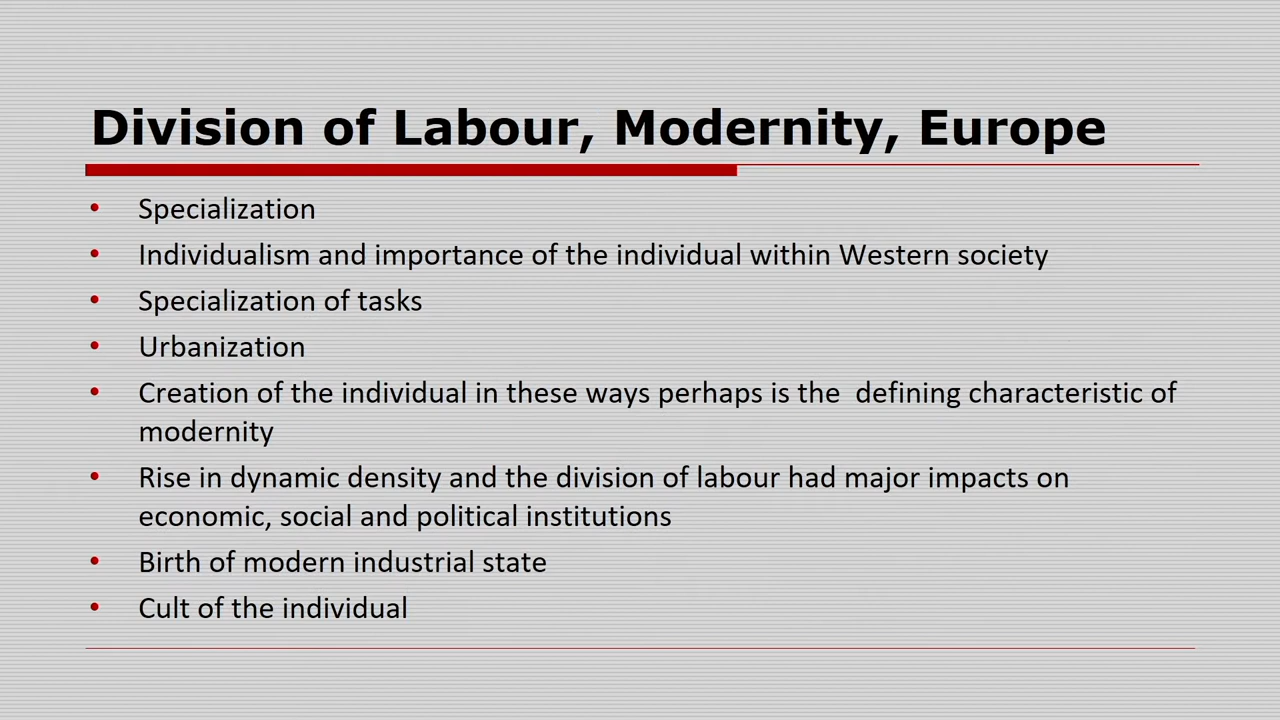 Division of Labour, Modernity, Europe
• Specialization
• Individualism and importance of the individual within Western society
• Specialization of tasks
• Urbanization
• Creation of the individual in these ways perhaps is the  defining characteristic of
modernity
• Rise in dynamic density and the division of labour had major impacts on
economic, social and political institutions
• Birth of modern industrial state
• Cult of the individual